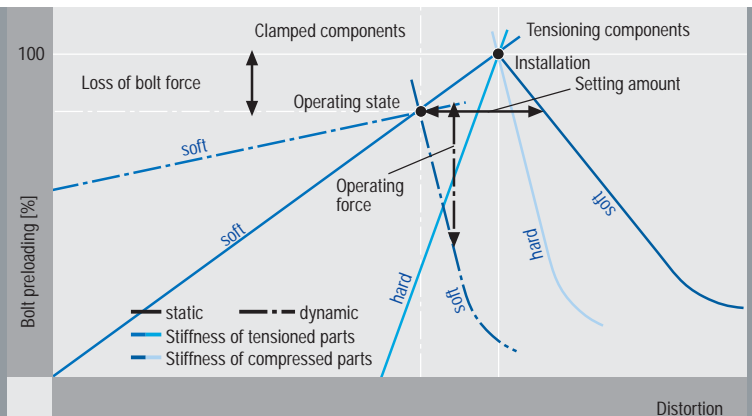 Clamped components
Tensioning components
100
Installation
Loss of bolt force
Setting amount
Operating state
soft
Operating
force
soft
soft
hard
hard
soft
Bolt preloading [%]
static
dynamic
Stiffness of tensioned parts
Stiffness of compressed parts
Distortion